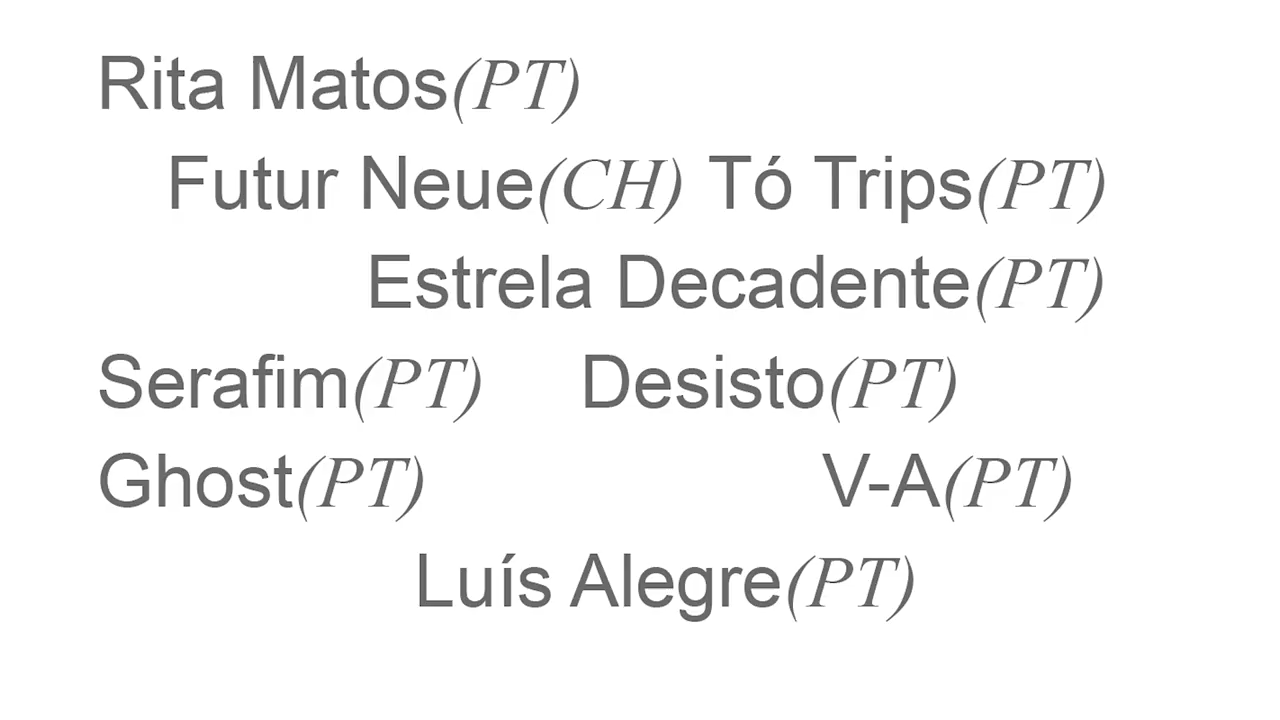 Rita Matos(PT)
Futur Neue(CH) Tó Trips(PT)
Estrela Decadente(PT)
Serafim(PT) Desisto(PT)
Ghost(PT) V-A(PT)
Luís Alegre(PT)